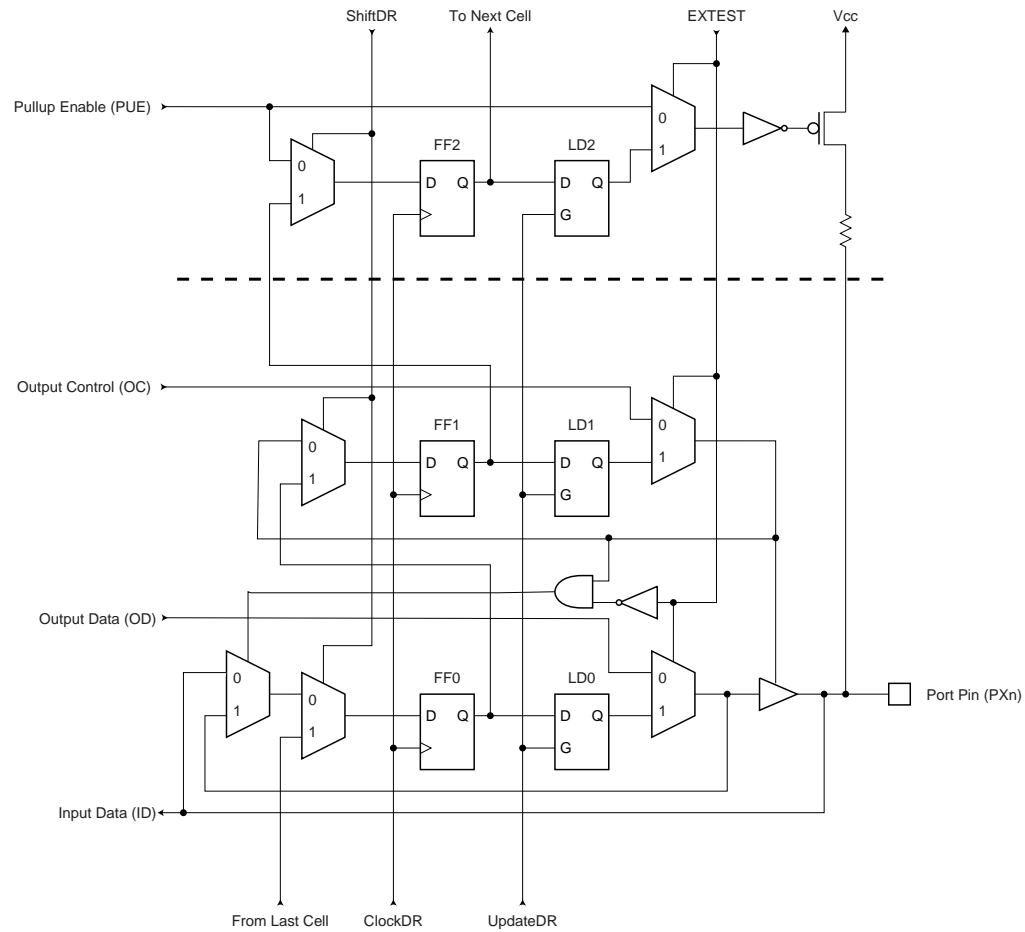 ShiftDR To Next Cell EXTEST Vcc
Pullup Enable (PUE)
0
1
FF2
D Q
LD2
D Q
G
0
1
Output Control (OC)
0
1
FF1
D Q
LD1
D Q
G
0
1
Output Data (OD)
0
1
0
1
FF0
D Q
LD0
D Q
G
0
1
Port Pin (PXn)
Input Data (ID)
From Last Cell ClockDR UpdateDR